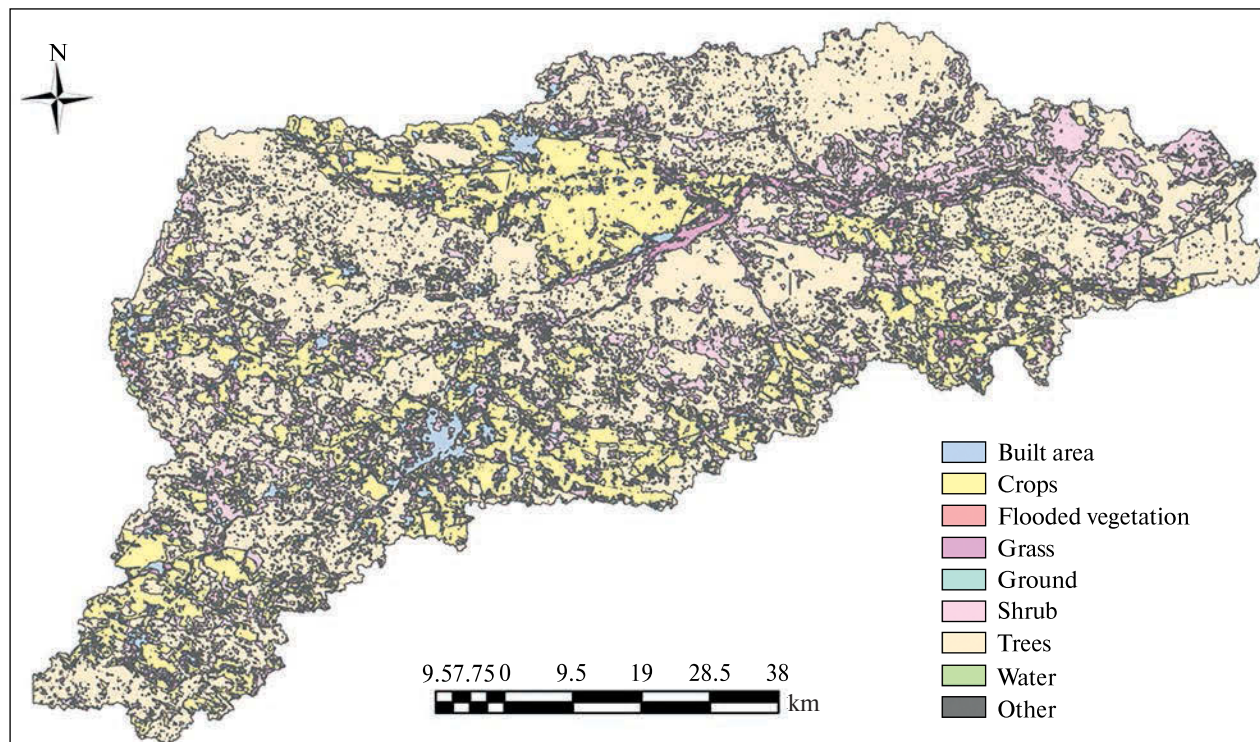 N
Built area
Crops
Flooded vegetation
Grass
Ground
Shrub
Trees
Water
Other
9.57.75 0 9.5 19 28.5 38
km